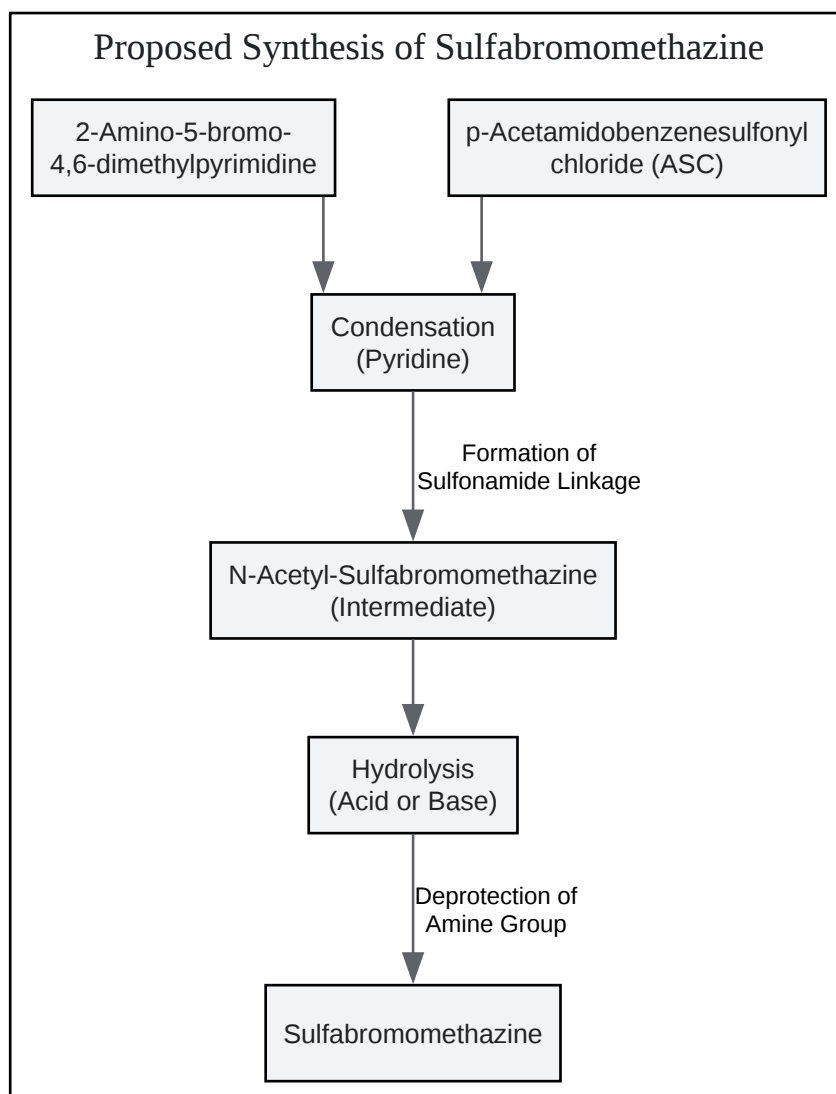 Proposed Synthesis of Sulfabromomethazine
2-Amino-5-bromo-
4,6-dimethylpyrimidine
p-Acetamidobenzenesulfonyl
chloride (ASC)
Condensation
(Pyridine)
Formation of
Sulfonamide Linkage
N-Acetyl-Sulfabromomethazine
(Intermediate)
Hydrolysis
(Acid or Base)
Deprotection of
Amine Group
Sulfabromomethazine